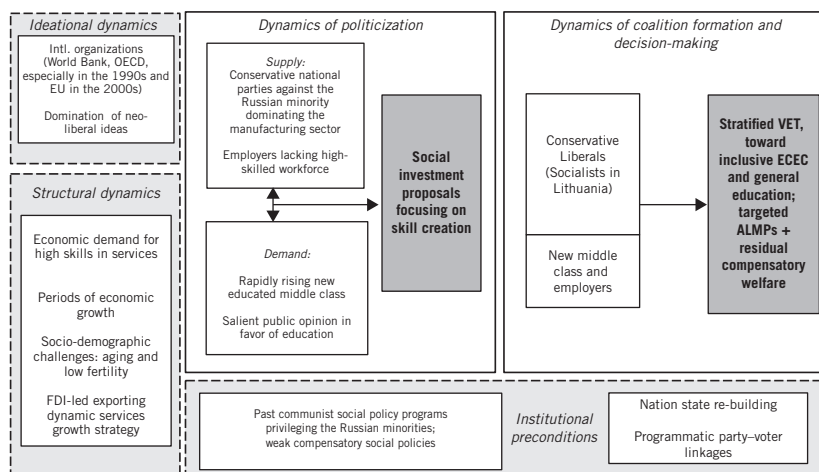 Ideational dynamics
Intl. organizations
(World Bank, OECD,
especially in the 1990s and
EU in the 2000s)
Domination of neo-
liberal ideas
Structural dynamics
Economic demand for
high skills in services
Periods of economic
growth
Socio-demographic
challenges: aging and
low fertility
FDI-led exporting
dynamic services
growth strategy
Dynamics of politicization
Supply:
Conservative national
parties against the
Russian minority
dominating the
manufacturing sector
Employers lacking high-
skilled workforce
Demand:
Rapidly rising new
educated middle class
Salient public opinion in
favor of education
Social
investment
proposals
focusing on
skill creation
Dynamics of coalition formation and
decision-making
Conservative
Liberals
(Socialists in
Lithuania)
New middle
class and
employers
Stratified VET,
toward
inclusive ECEC
and general
education;
targeted
ALMPs +
residual
compensatory
welfare
Past communist social policy programs
privileging the Russian minorities;
weak compensatory social policies
Institutional
preconditions
Nation state re-building
Programmatic party–voter
linkages